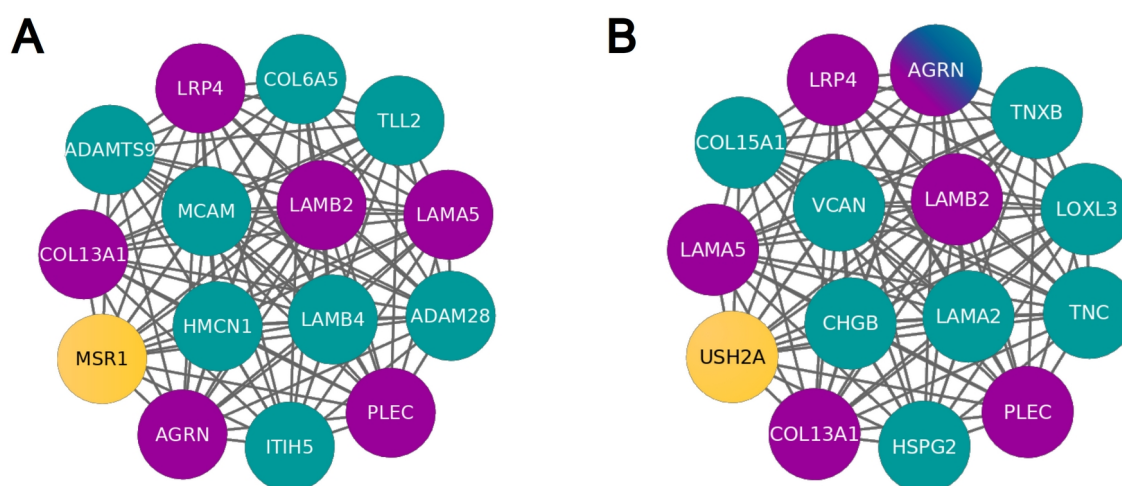 A
B
LRP4
COL6A5
TLL2
ADAMTS9
MCAM
LAMB2
LAMA5
COL13A1
HMCN1
LAMB4
ADAM28
MSR1
AGRN
ITIH5
PLEC
LRP4
AGRN
TNXB
COL15A1
VCAN
LAMB2
LOXL3
LAMA5
CHGB
LAMA2
TNC
USH2A
COL13A1
HSPG2
PLEC